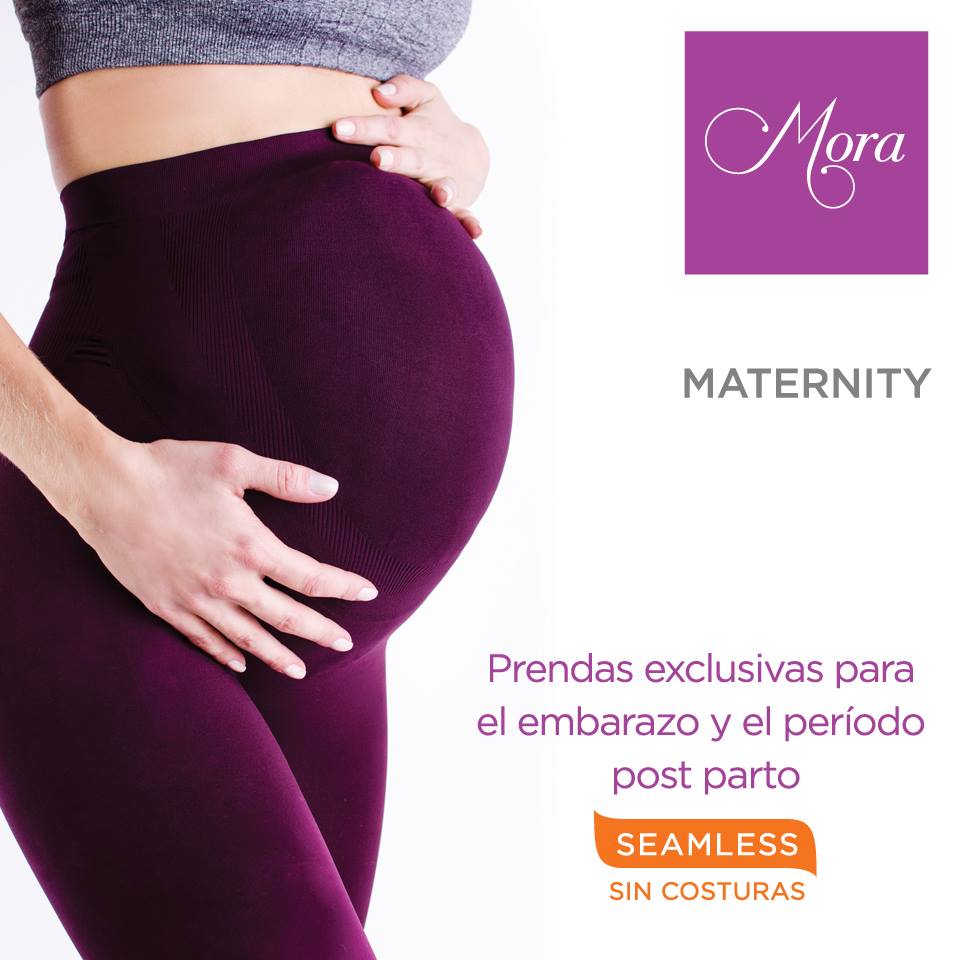 Mora
MATERNITY
Prendas exclusivas para
el embarazo y el período
post parto
SEAMLESS
SIN COSTURAS